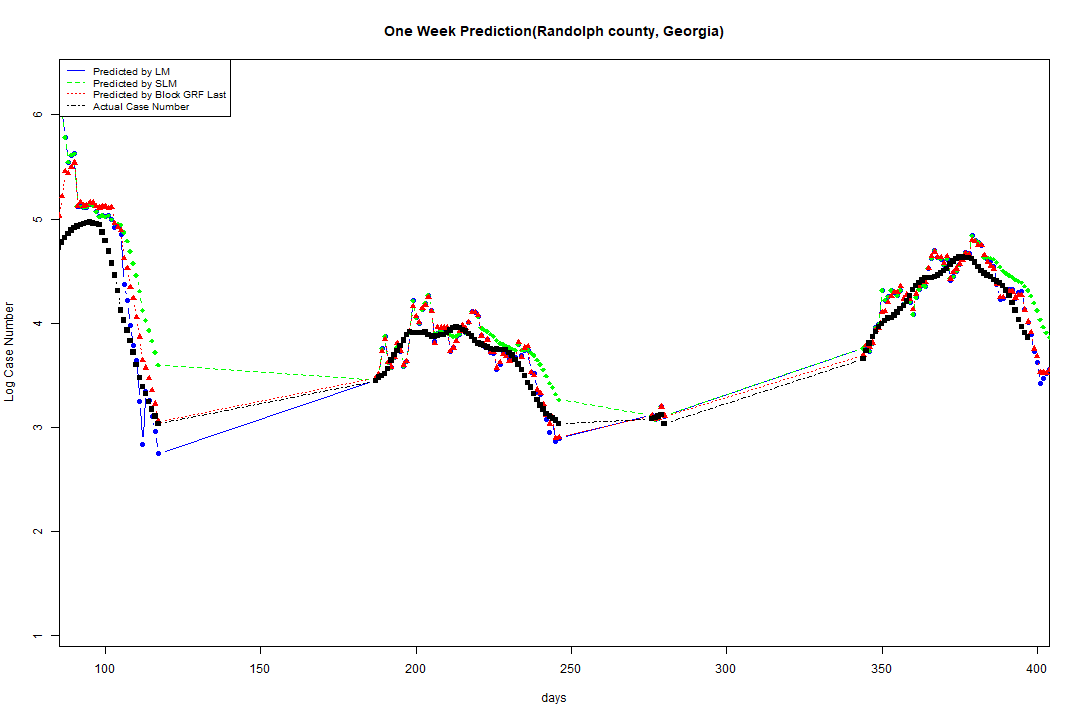 One Week Prediction(Randolph county, Georgia)
Predicted by LM
Predicted by SLM
Predicted by Block GRF Last
Actual Case Number
6
5
4
3
2
1
Log Case Number
100 150 200 250 300 350 400
days